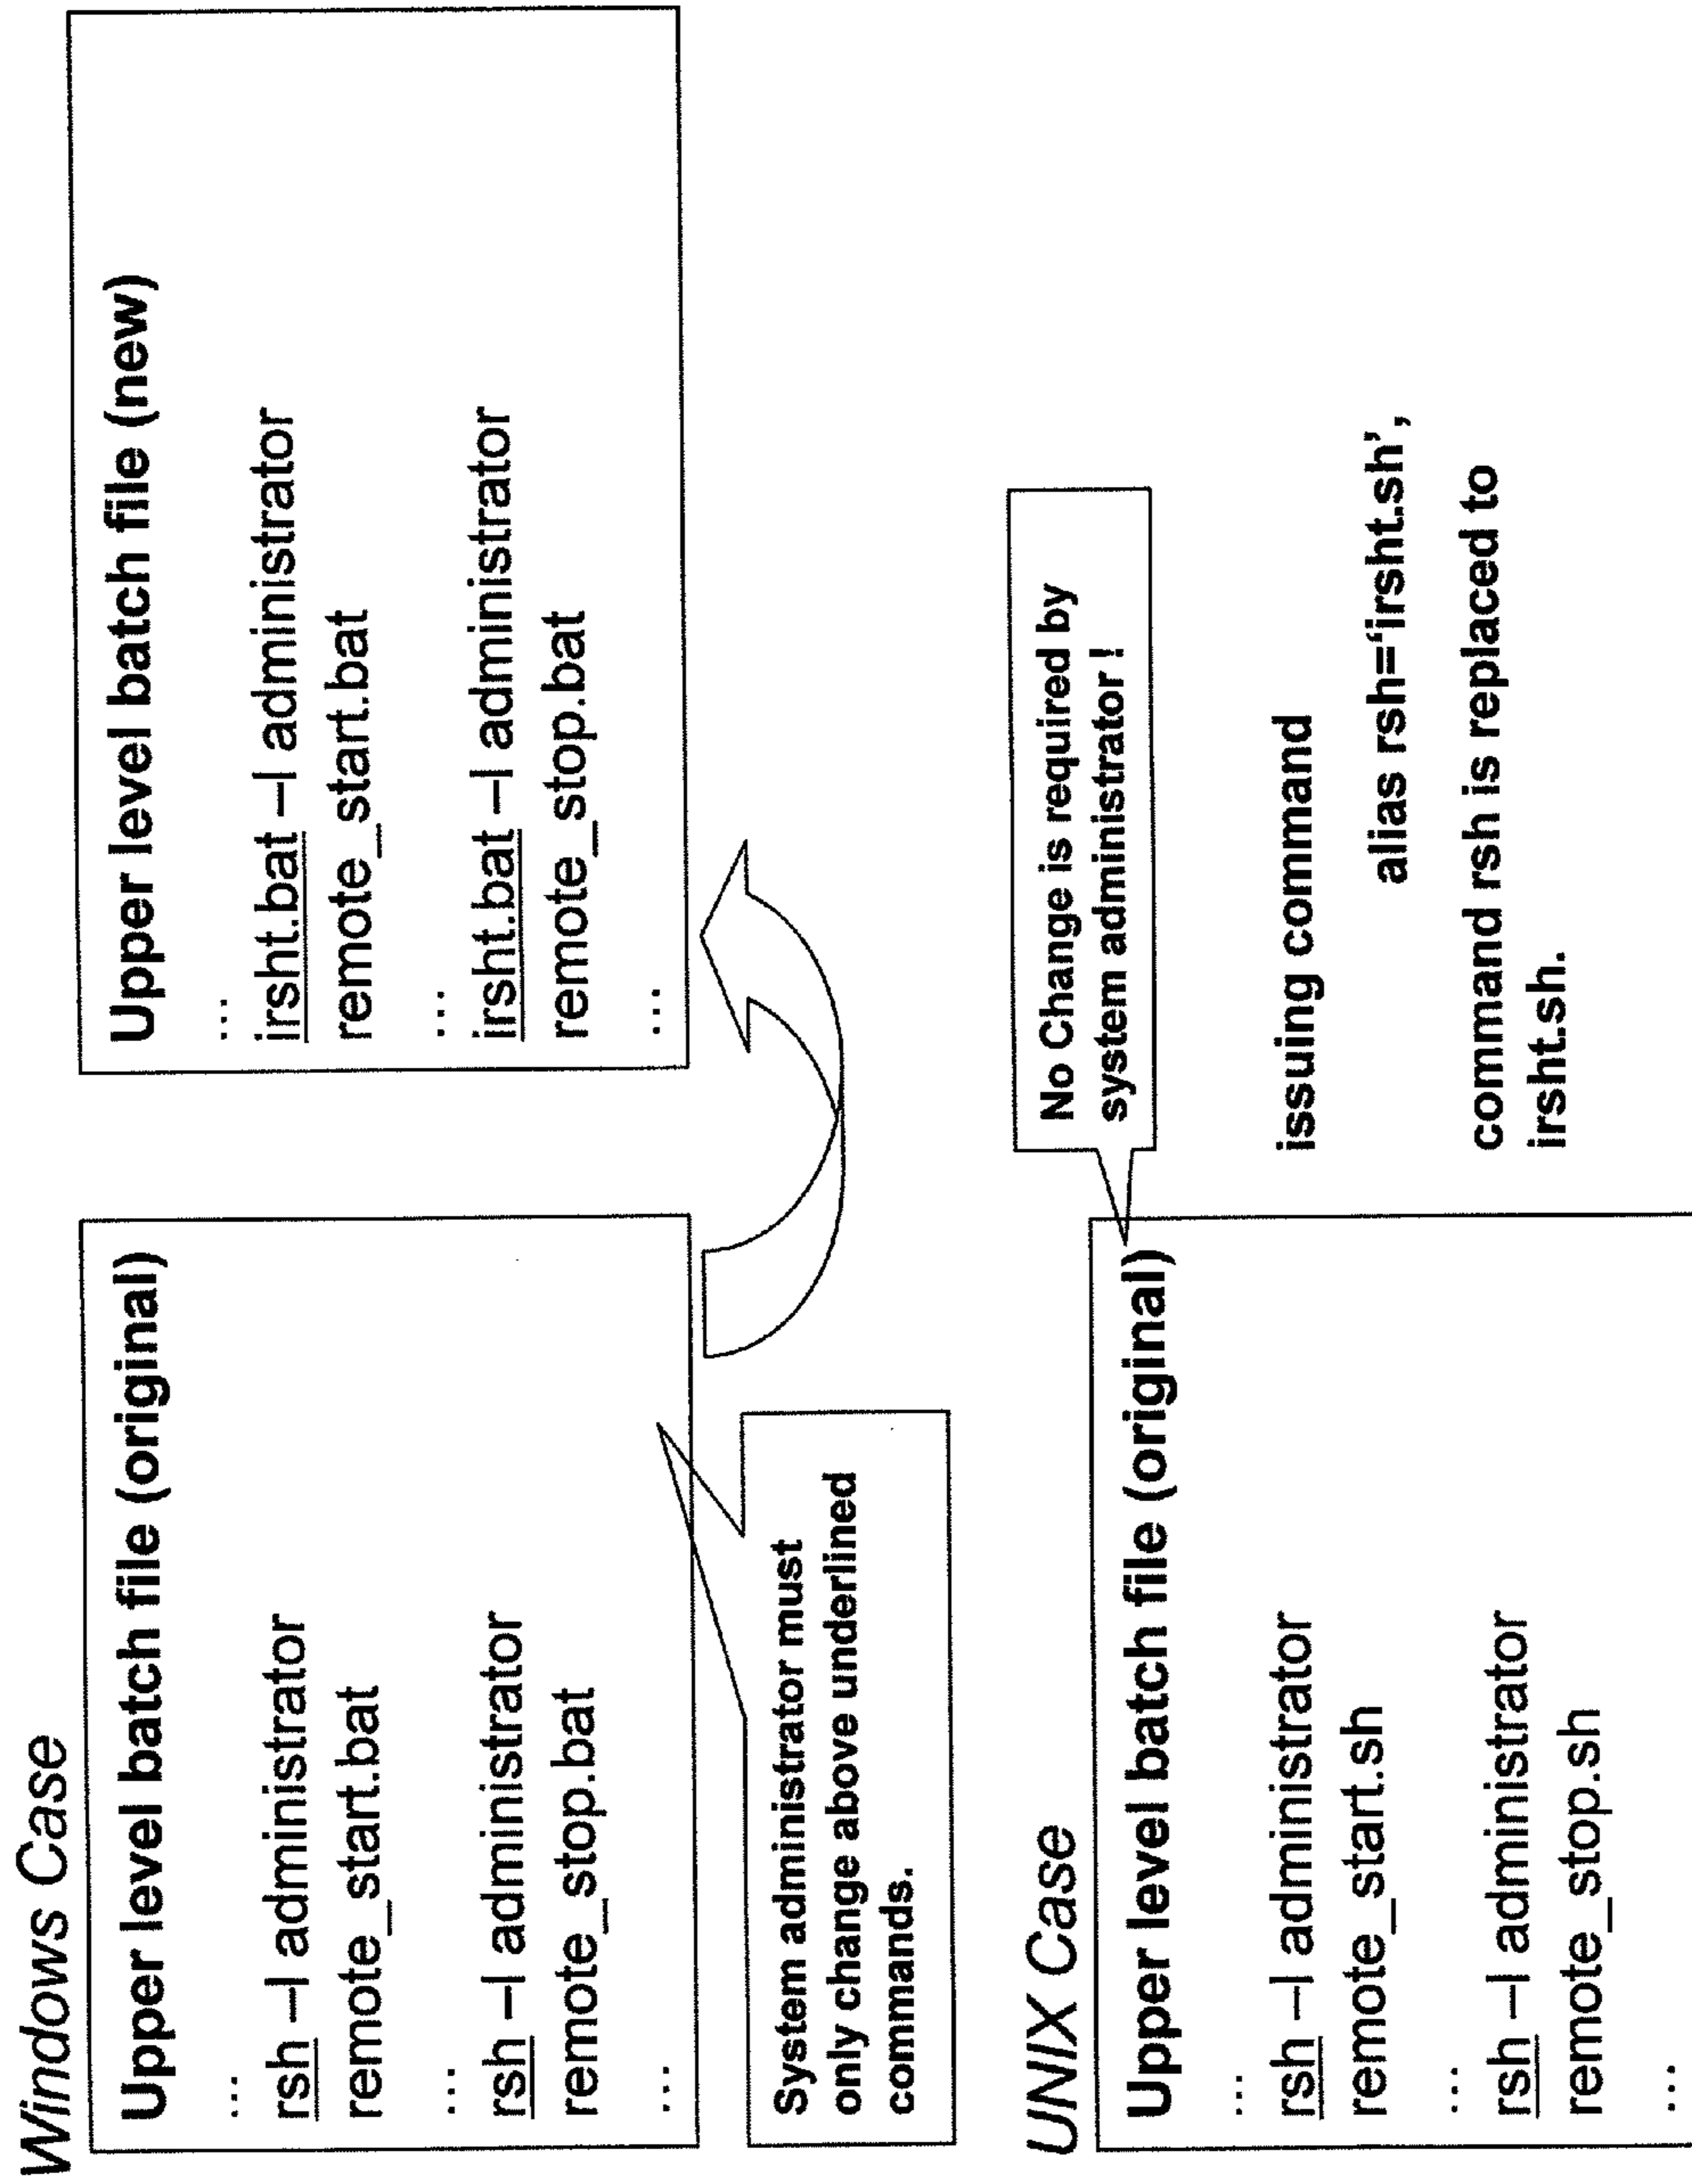 Windows Case
Upper level batch file (original)
...
rsh –l administrator
remote_start.bat
...
rsh –l administrator
remote_stop.bat
...
System administrator must
only change above underlined
commands.
Upper level batch file (new)
...
irsht.bat –l administrator
remote_start.bat
...
irsht.bat –l administrator
remote_stop.bat
...
UNIX Case
Upper level batch file (original)
...
rsh –l administrator
remote_start.sh
...
rsh –l administrator
remote_stop.sh
...
No Change is required by
system administrator!
issuing command
alias rsh=‘irsht.sh’,
command rsh is replaced to
irsht.sh.